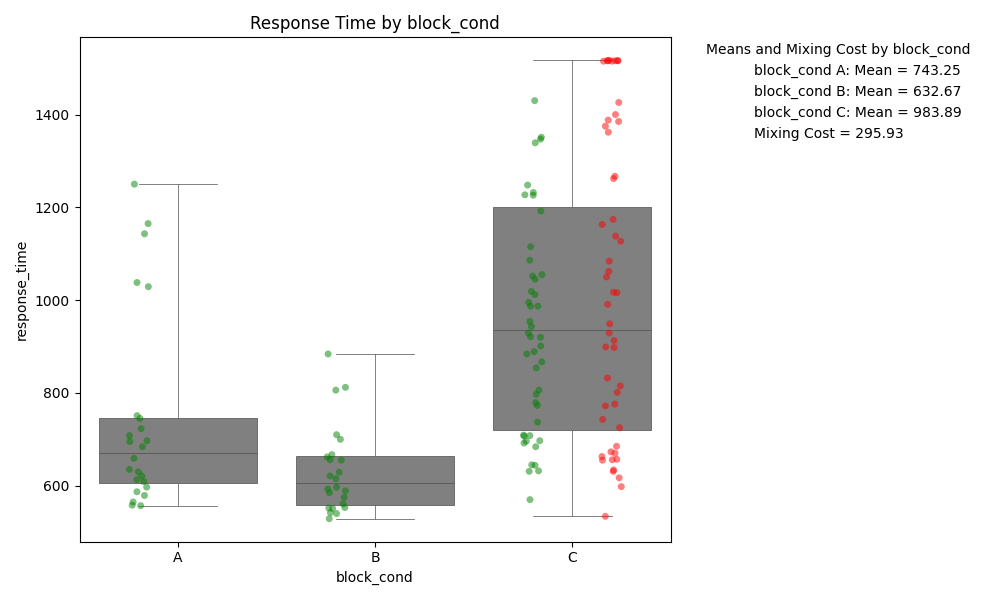 Response Time by block_cond
Means and Mixing Cost by block_cond
block_cond A: Mean = 743.25
block_cond B: Mean = 632.67
block_cond C: Mean = 983.89
Mixing Cost = 295.93
response_time
1400
1200
1000
800
600
A
B
C
block_cond